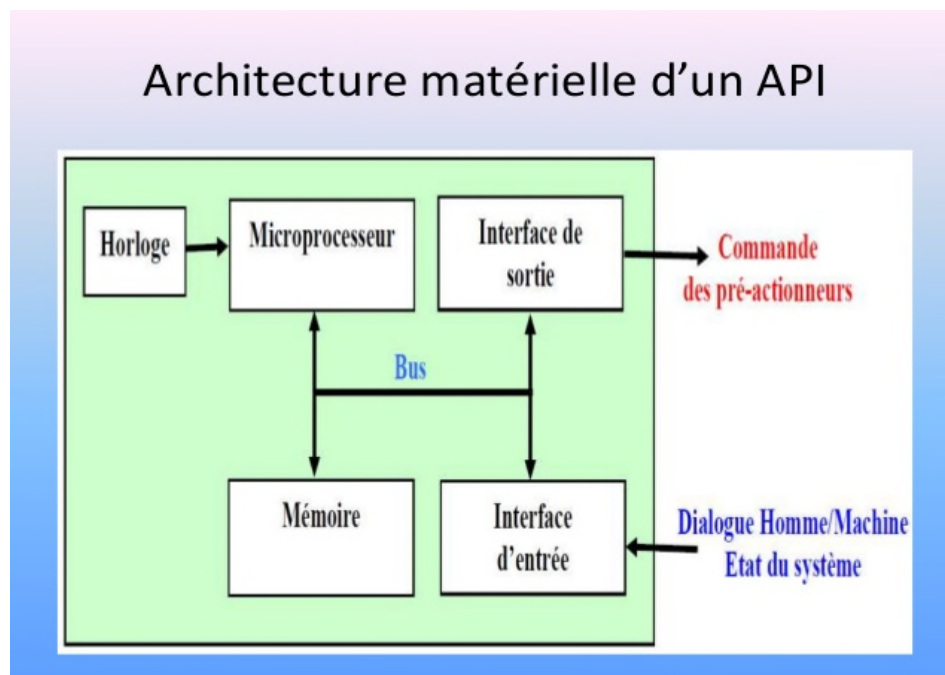 Architecture matérielle d’un API
Horloge
Microprocesseur
Interface de
sortie
Commande
des pré-actionneurs
Bus
Mémoire
Interface
d'entrée
Dialogue Homme/Machine
Etat du système